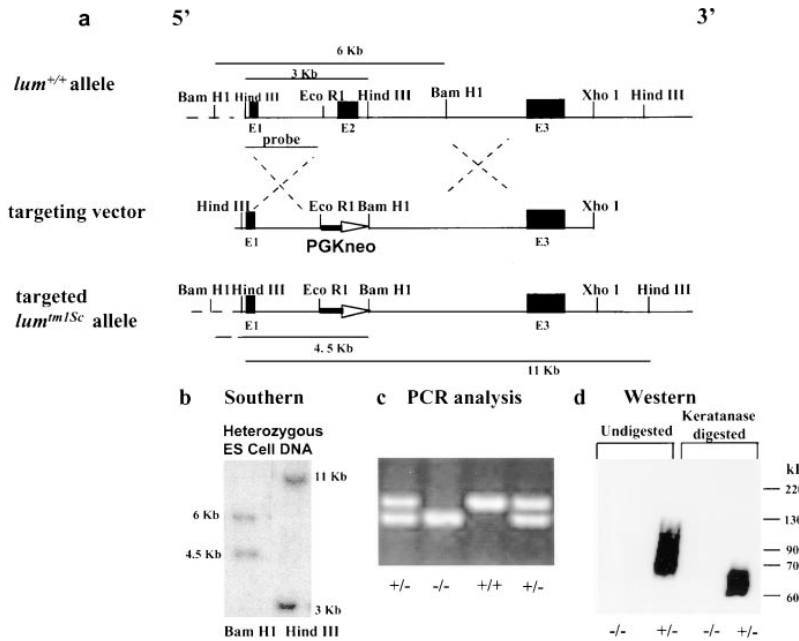 a 5’ 3’
6 Kb
lum+/+ allele
3 Kb
Bam H1 Hind III Eco R1 Hind III Bam H1 Xho 1 Hind III
E1 E2 E3
probe
targeting vector
Hind III Eco R1 Bam H1 Xho I
E1 E3
PGKneo
targeted
lumtm1Sc allele
Bam H1 Hind III Eco R1 Bam H1 Xho 1 Hind III
E1 E3
4. 5 Kb
11 Kb
b Southern
Heterozygous
ES Cell DNA
11 Kb
6 Kb
4.5 Kb
3 Kb
Bam H1 Hind III
c PCR analysis
+/- -/- +/+ +/-
d Western
Undigested
Keratanase
digested
220
130
90
70
60
-/- +/- -/- +/-